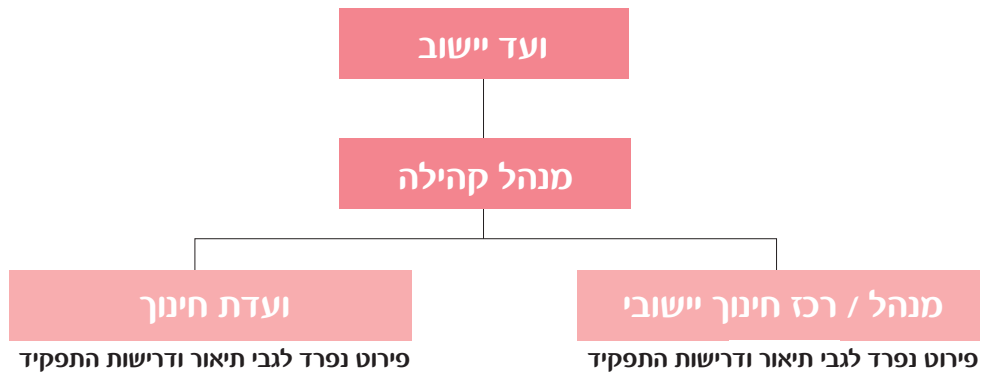 ועד יישוב
מנהל קהילה
מנהל / רכז חינוך יישובי
פירוט נפרד לגבי תיאור ודרישות התפקיד
ועדת חינוך
פירוט נפרד לגבי תיאור ודרישות התפקיד